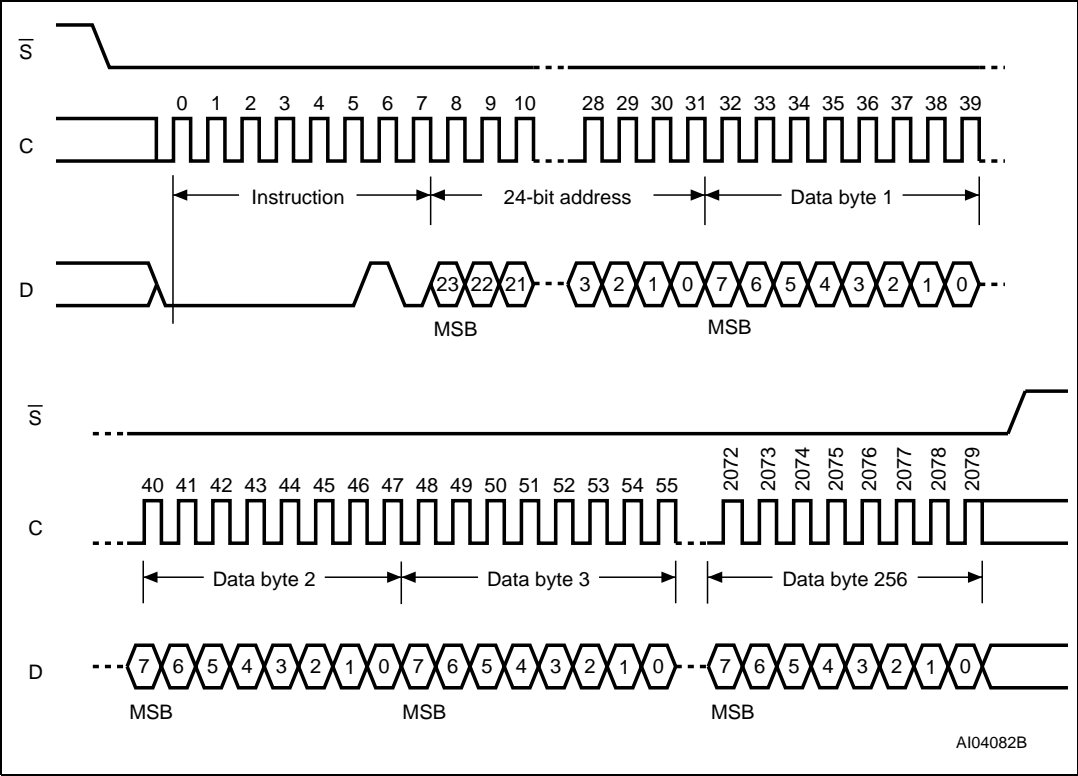 S̅
0 1 2 3 4 5 6 7 8 9 10 28 29 30 31 32 33 34 35 36 37 38 39
C
Instruction 24-bit address Data byte 1
D 23 22 21 3 2 1 0 7 6 5 4 3 2 1 0
MSB MSB
S̅
40 41 42 43 44 45 46 47 48 49 50 51 52 53 54 55 2072 2073 2074 2075 2076 2077 2078 2079
C
Data byte 2 Data byte 3 Data byte 256
D 7 6 5 4 3 2 1 0 7 6 5 4 3 2 1 0 7 6 5 4 3 2 1 0
MSB MSB MSB
AI04082B